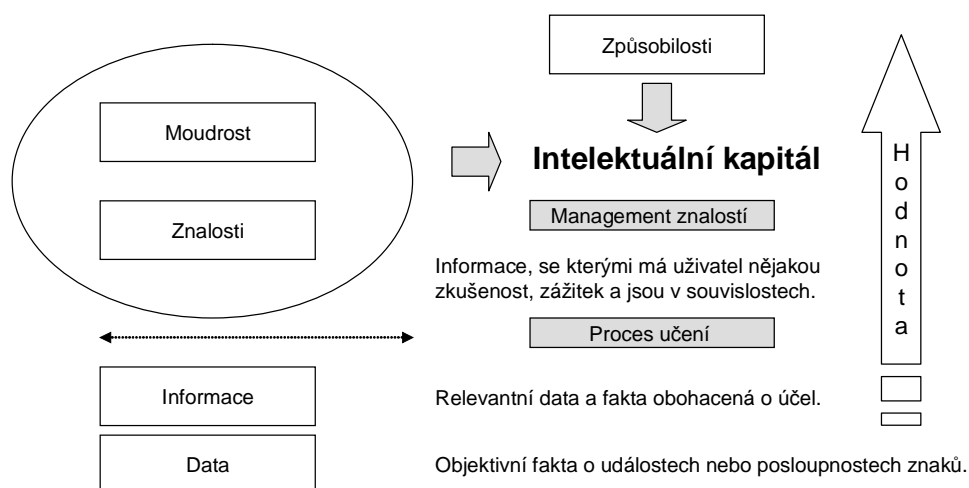 Způsobilosti
Moudrost
Intelektuální kapitál
Hodnota
Management znalostí
Znalosti
Informace, se kterými má uživatel nějakou
zkušenost, zážitek a jsou v souvislostech.
Proces učení
Informace
Relevantní data a fakta obohacená o účel.
Data
Objektivní fakta o událostech nebo posloupnostech znaků.